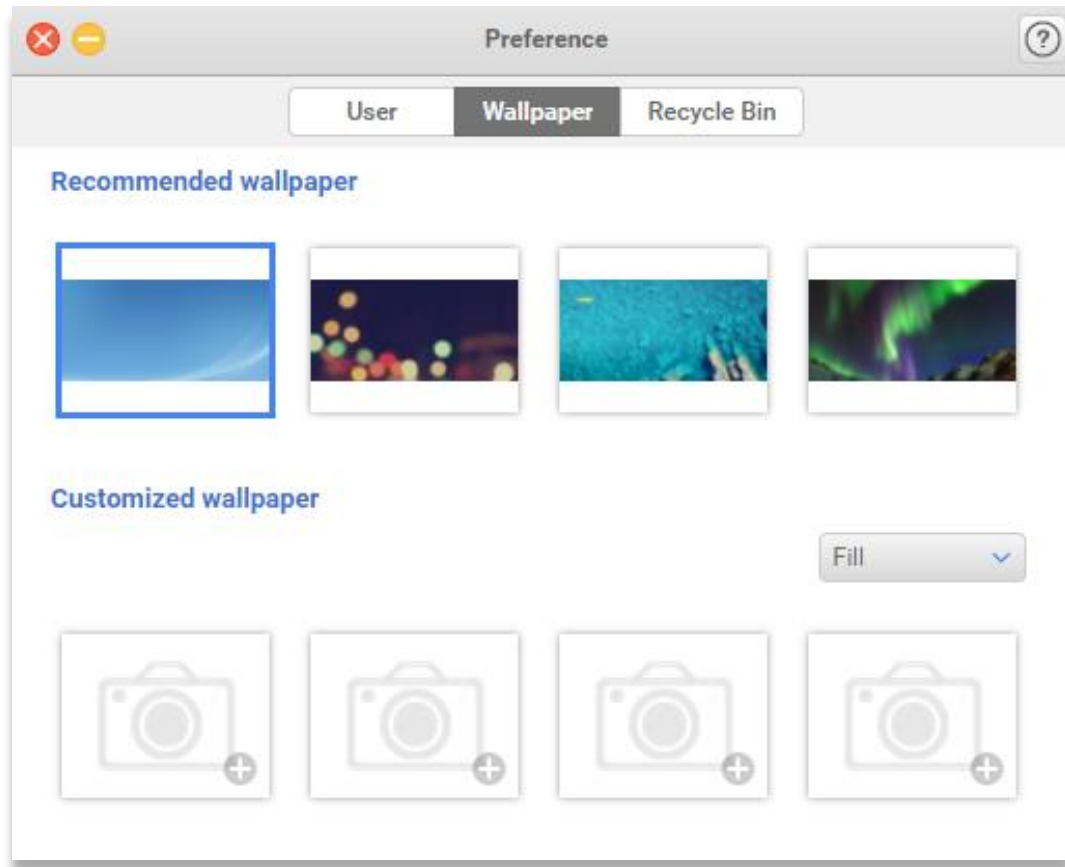 Preference
User Wallpaper Recycle Bin
Recommended wallpaper
Customized wallpaper
Fill